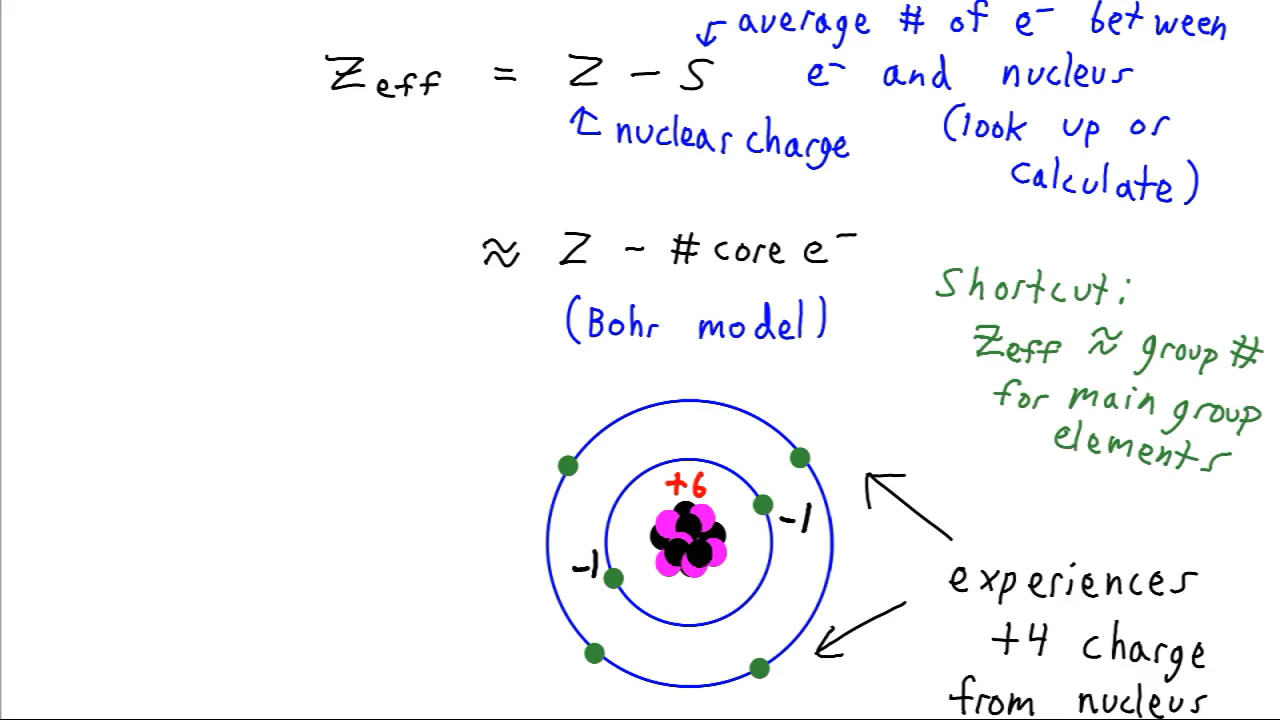 average # of e⁻ between
Zeff = Z - S e⁻ and nucleus
nuclear charge (look up or
calculate)
≈ Z - # core e⁻
(Bohr model)
Shortcut:
Zeff ≈ group #
for main group
elements
+6
-1
-1
experiences
+4 charge
from nucleus